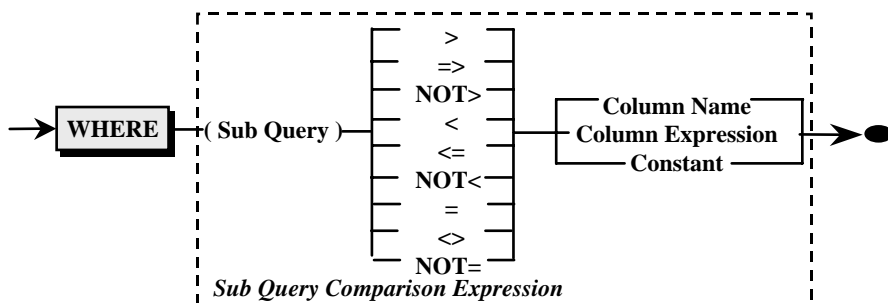 >
=>
NOT>
WHERE
( Sub Query )
<
<=
NOT<
=
<>
NOT=
Column Name
Column Expression
Constant
Sub Query Comparison Expression